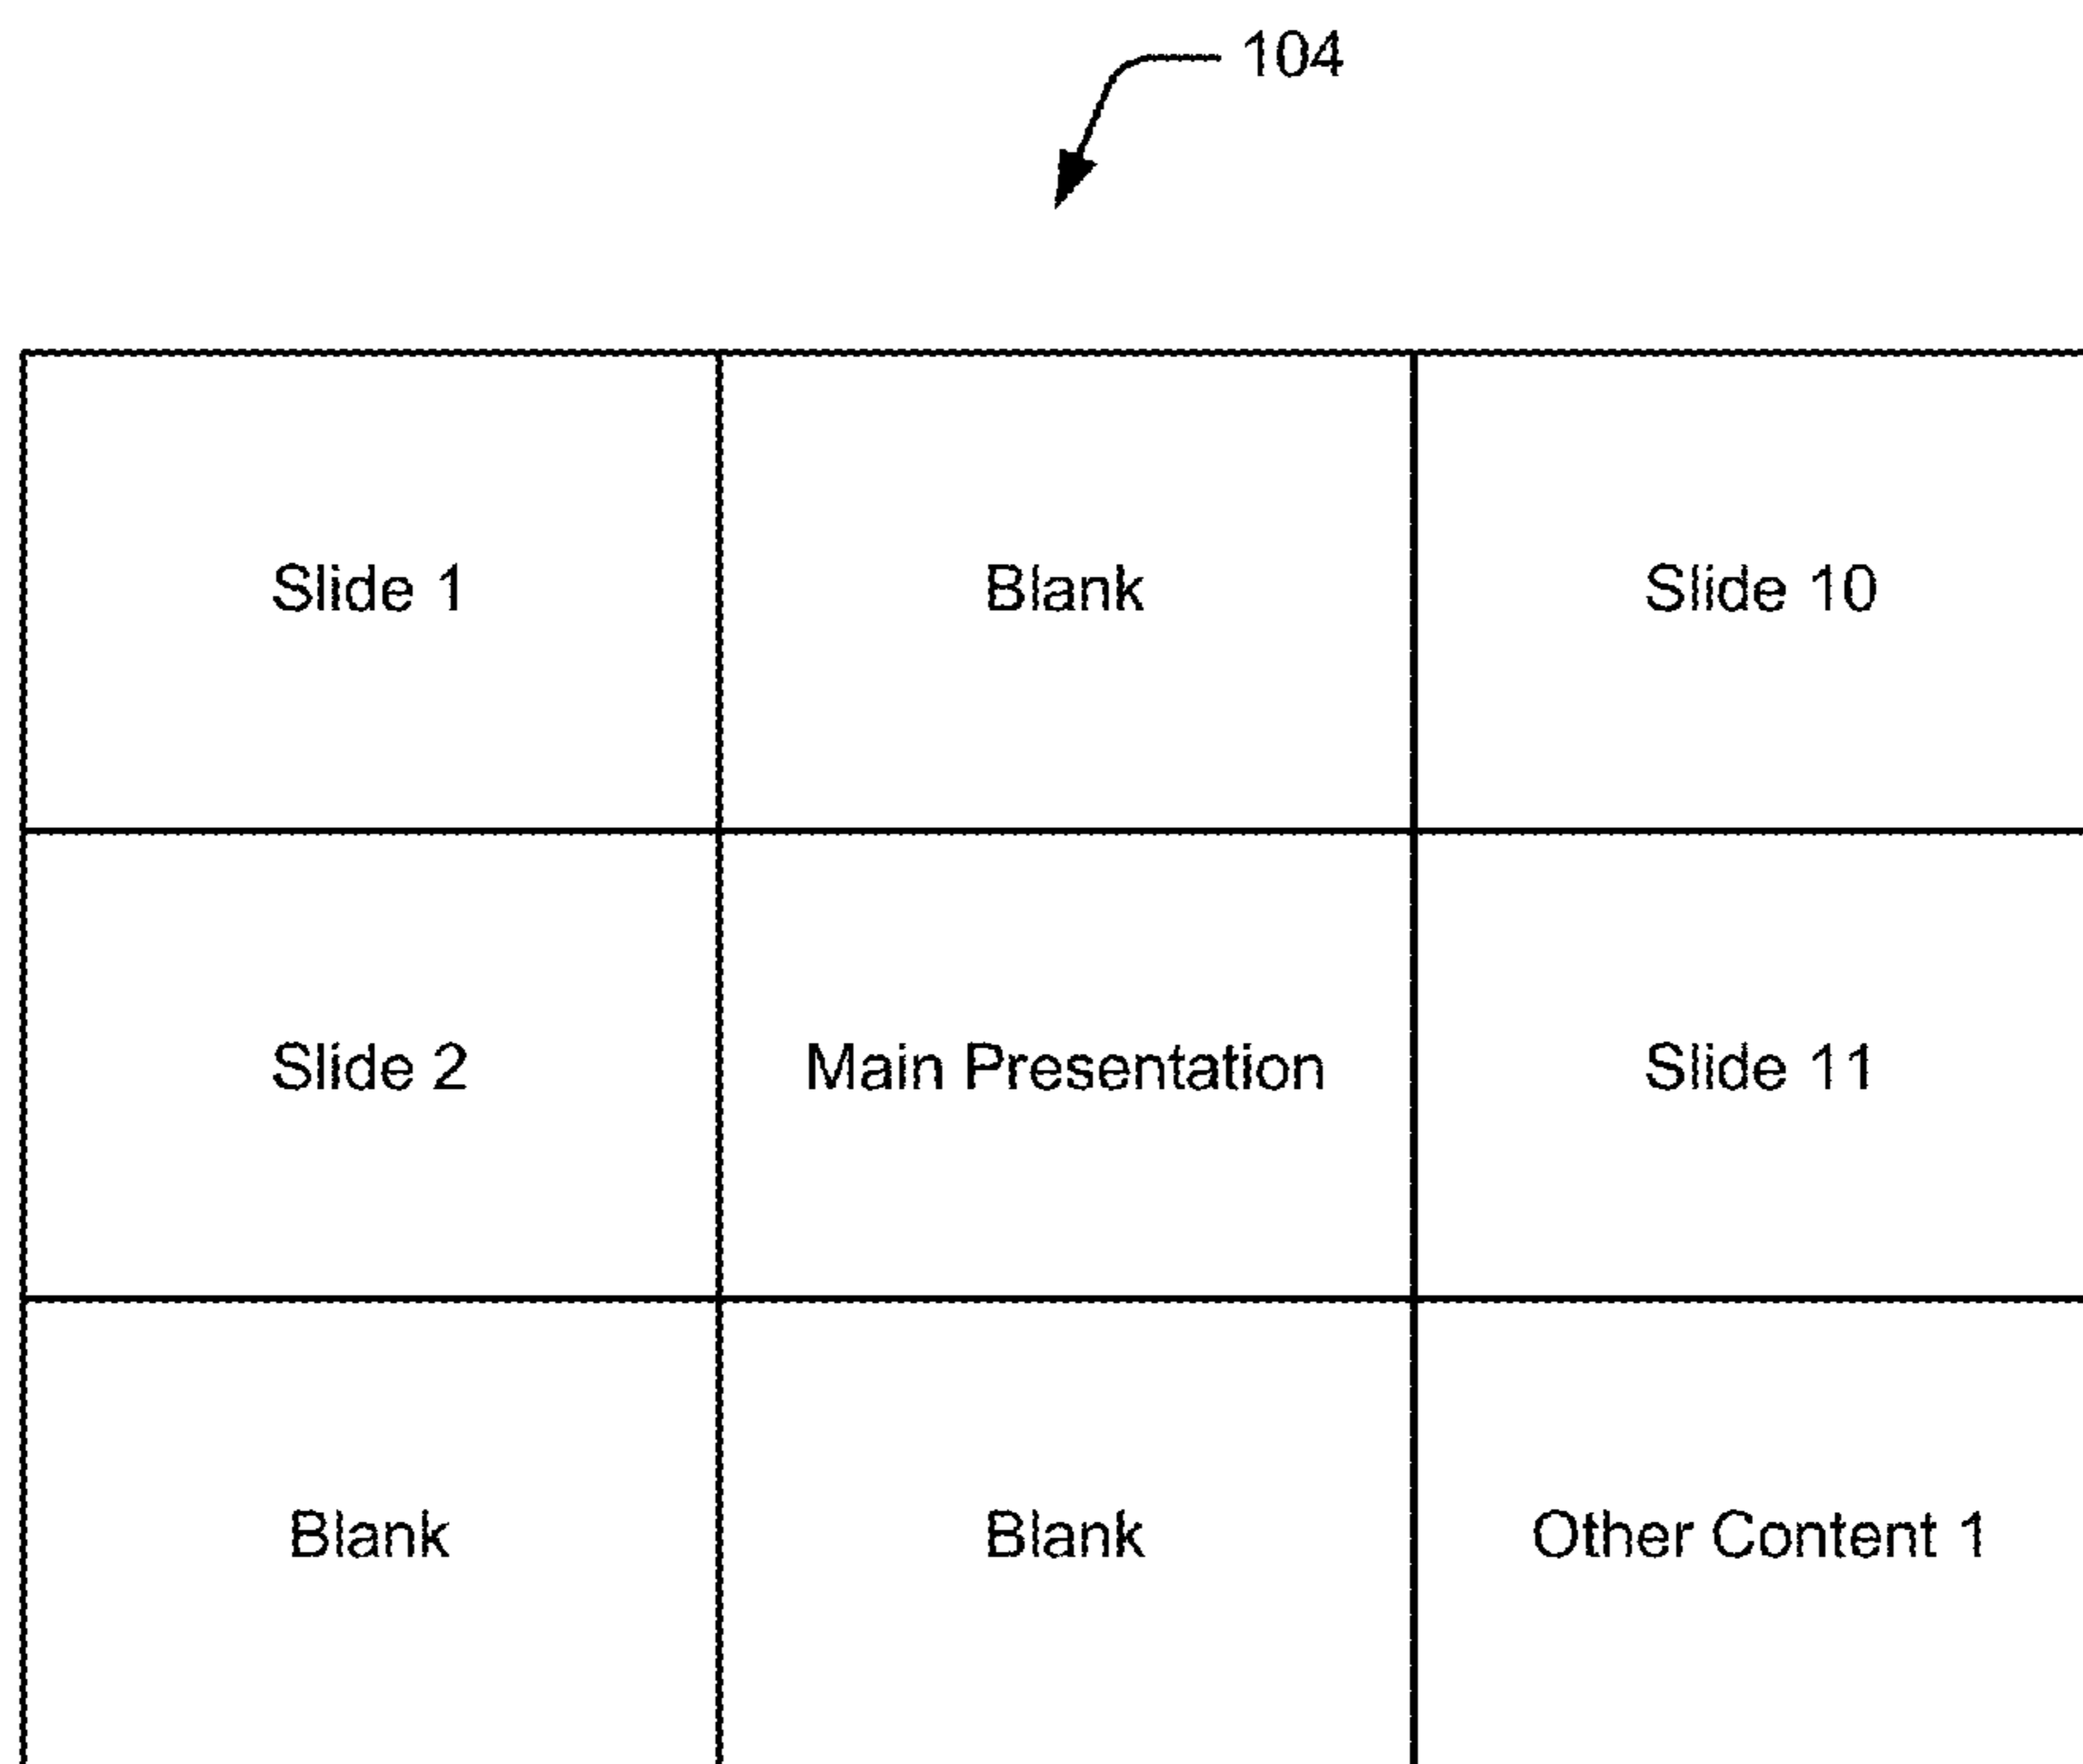 104
Slide 1 Blank Slide 10
Slide 2 Main Presentation Slide 11
Blank Blank Other Content 1